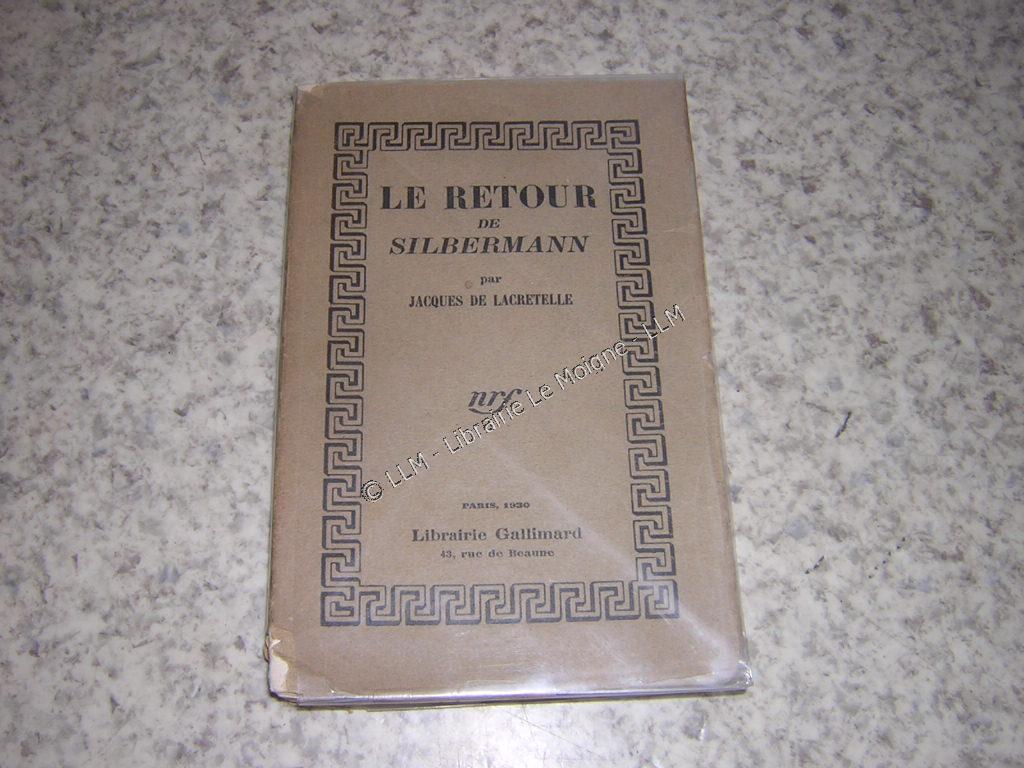 LE RETOUR
DE
SILBERMANN
par
JACQUES DE LACRETELLE
nrf
© LLM - Librairie Le Moigne - LLM
PARIS, 1930
Librairie Gallimard
43, rue de Beaune